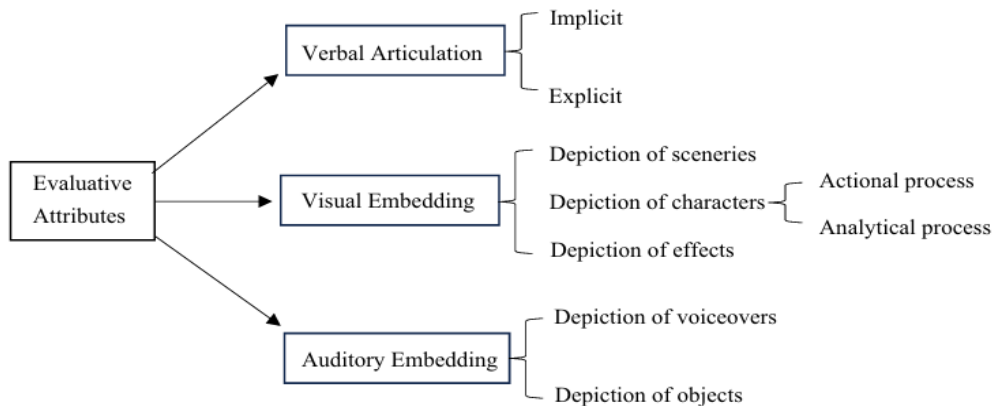 Evaluative
Attributes
Verbal Articulation
Implicit
Explicit
Visual Embedding
Depiction of sceneries
Depiction of characters
Actional process
Analytical process
Depiction of effects
Auditory Embedding
Depiction of voiceovers
Depiction of objects